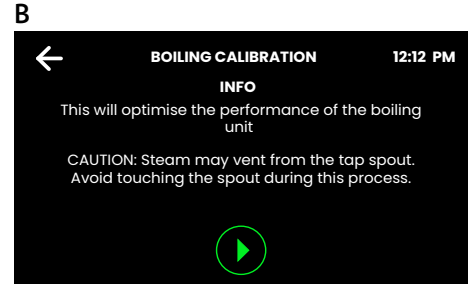 B
BOILING CALIBRATION 12:12 PM
INFO
This will optimise the performance of the boiling
unit
CAUTION: Steam may vent from the tap spout.
Avoid touching the spout during this process.